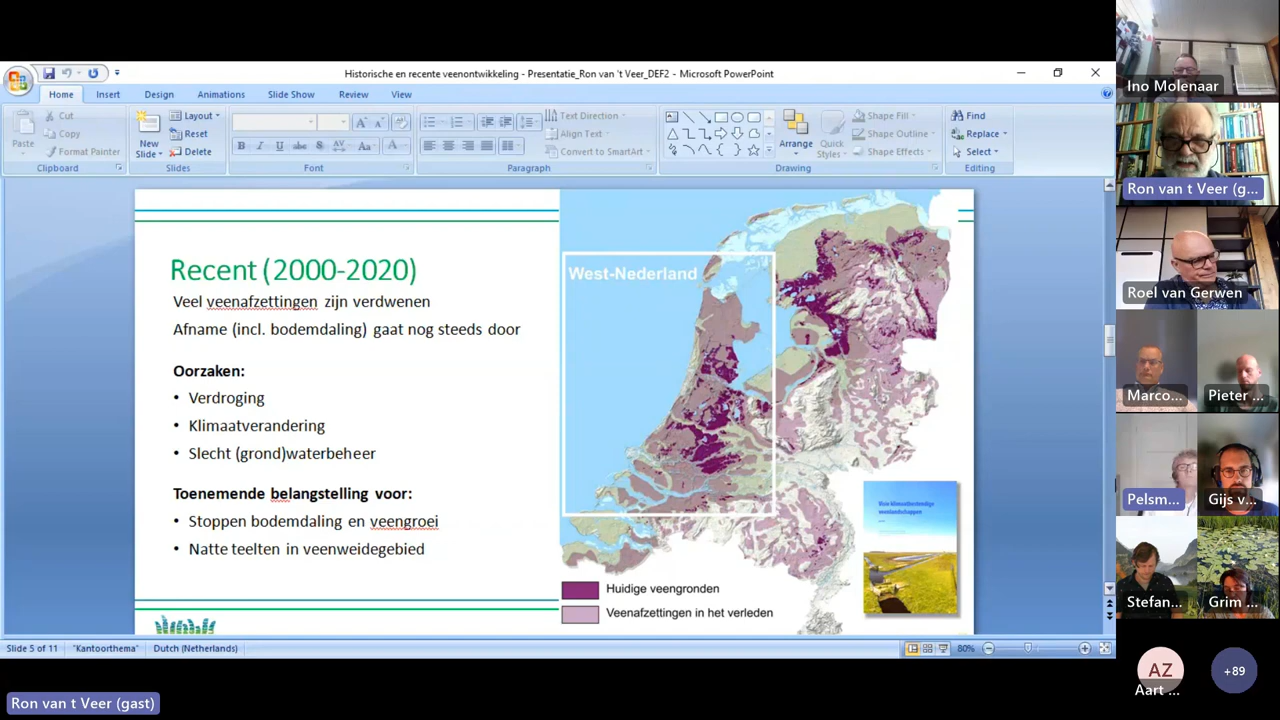 Historische en recente veenontwikkeling - Presentatie_Ron van 't Veer_DEF2 - Microsoft PowerPoint
Home
Insert
Design
Animations
Slide Show
Review
View
Paste
Cut
Copy
Format Painter
Clipboard
New
Slide
Layout
Reset
Delete
Slides
Font
Text Direction
Align Text
Convert to SmartArt
Paragraph
Arrange
Quick
Styles
Shape Fill
Shape Outline
Shape Effects
Drawing
Find
Replace
Select
Editing
Recent (2000-2020)
Veel veenafzettingen zijn verdwenen
Afname (incl. bodemdaling) gaat nog steeds door
Oorzaken:
• Verdroging
• Klimaatverandering
• Slecht (grond)waterbeheer
Toenemende belangstelling voor:
• Stoppen bodemdaling en veengroei
• Natte teelten in veenweidegebied
West-Nederland
Huidige veengronden
Veenafzettingen in het verleden
Slide 5 of 11
"Kantoorthema"
Dutch (Netherlands)
80%
Ino Molenaar
Ron van t Veer (g...
Roel van Gerwen
Marco...
Pieter ...
Pelsm...
Gijs v...
Stefan...
Grim ...
AZ
Aart ...
+89
Ron van t Veer (gast)